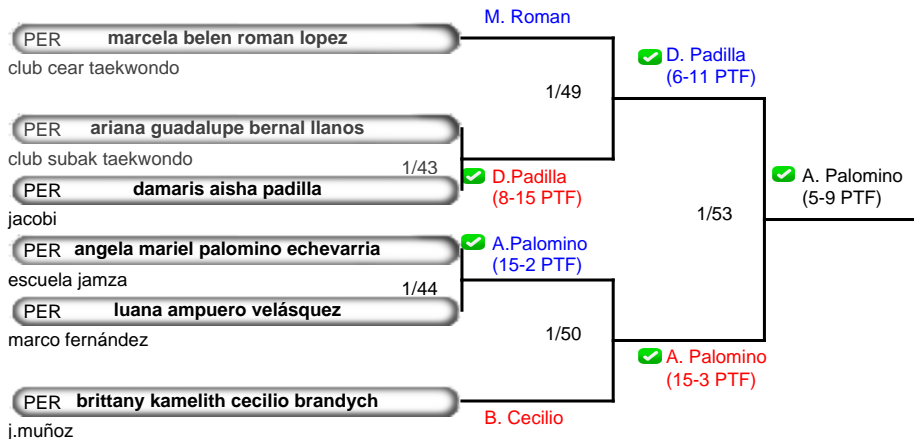 M. Roman
PER marcela belen roman lopez
club cear taekwondo
D. Padilla
(6-11 PTF)
1/49
PER ariana guadalupe bernal llanos
club subak taekwondo
1/43
PER damaris aisha padilla
jacobi
D.Padilla
(8-15 PTF)
A. Palomino
(5-9 PTF)
1/53
PER angela mariel palomino echevarria
escuela jamza
A.Palomino
(15-2 PTF)
1/44
PER luana ampuero velásquez
marco fernández
1/50
A. Palomino
(15-3 PTF)
PER brittany kamelith cecilio brandych
j.muñoz
B. Cecilio